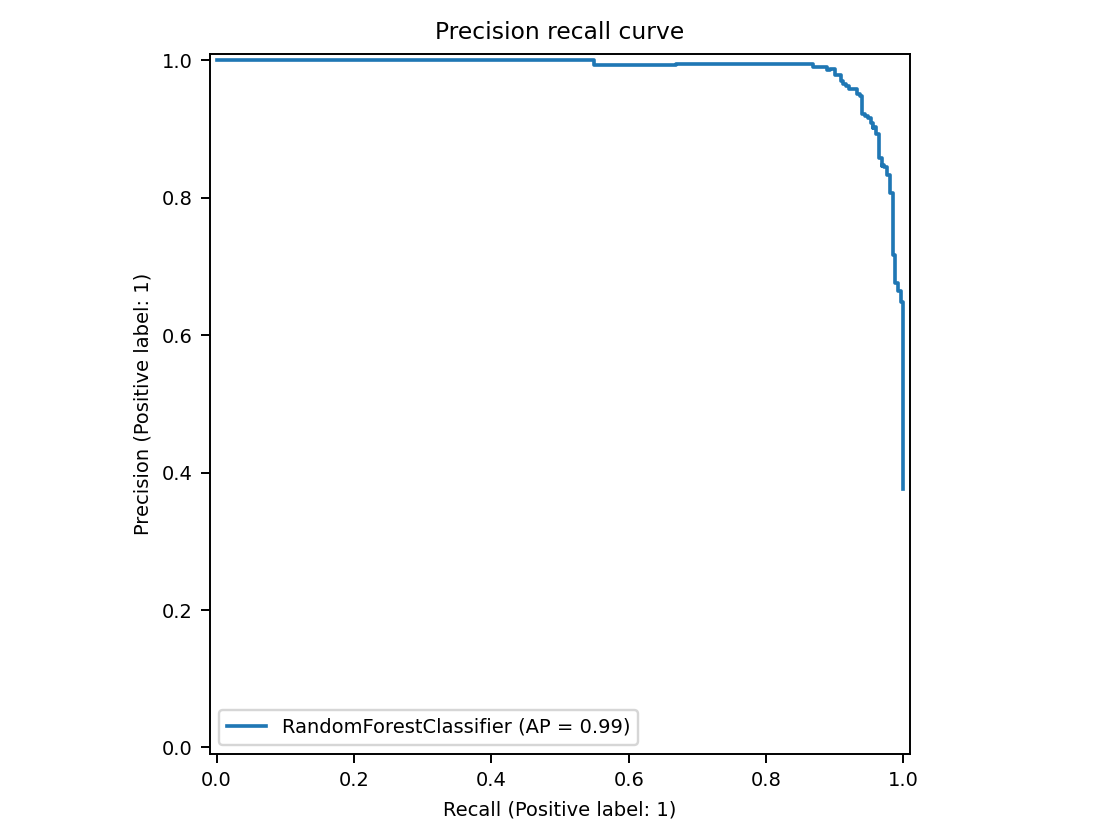 Precision recall curve
1.0
0.8
0.6
0.4
0.2
0.0
Precision (Positive label: 1)
RandomForestClassifier (AP = 0.99)
0.0 0.2 0.4 0.6 0.8 1.0
Recall (Positive label: 1)